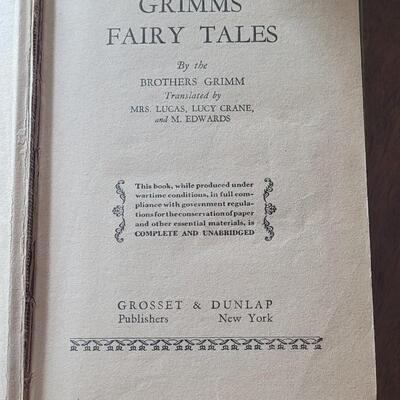 GRIMMS
FAIRY TALES
By the
BROTHERS GRIMM
Translated by
MRS. LUCAS, LUCY CRANE,
and M. EDWARDS
This book, while produced under
wartime conditions, in full com-
pliance with government regula-
tions for the conservation of paper
and other essential materials, is
COMPLETE AND UNABRIDGED
GROSSET & DUNLAP
Publishers New York